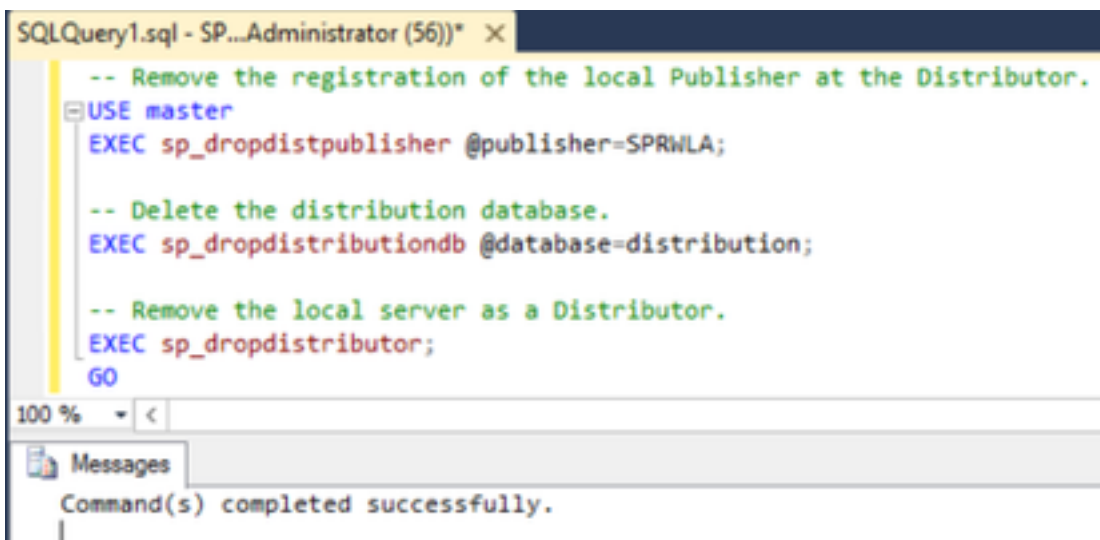 SQLQuery1.sql - SP...Administrator (56))* ×
-- Remove the registration of the local Publisher at the Distributor.
USE master
EXEC sp_dropdistpublisher @publisher=SPRWLA;
-- Delete the distribution database.
EXEC sp_dropdistributiondb @database=distribution;
-- Remove the local server as a Distributor.
EXEC sp_dropdistributor;
GO
100 %
Messages
Command(s) completed successfully.